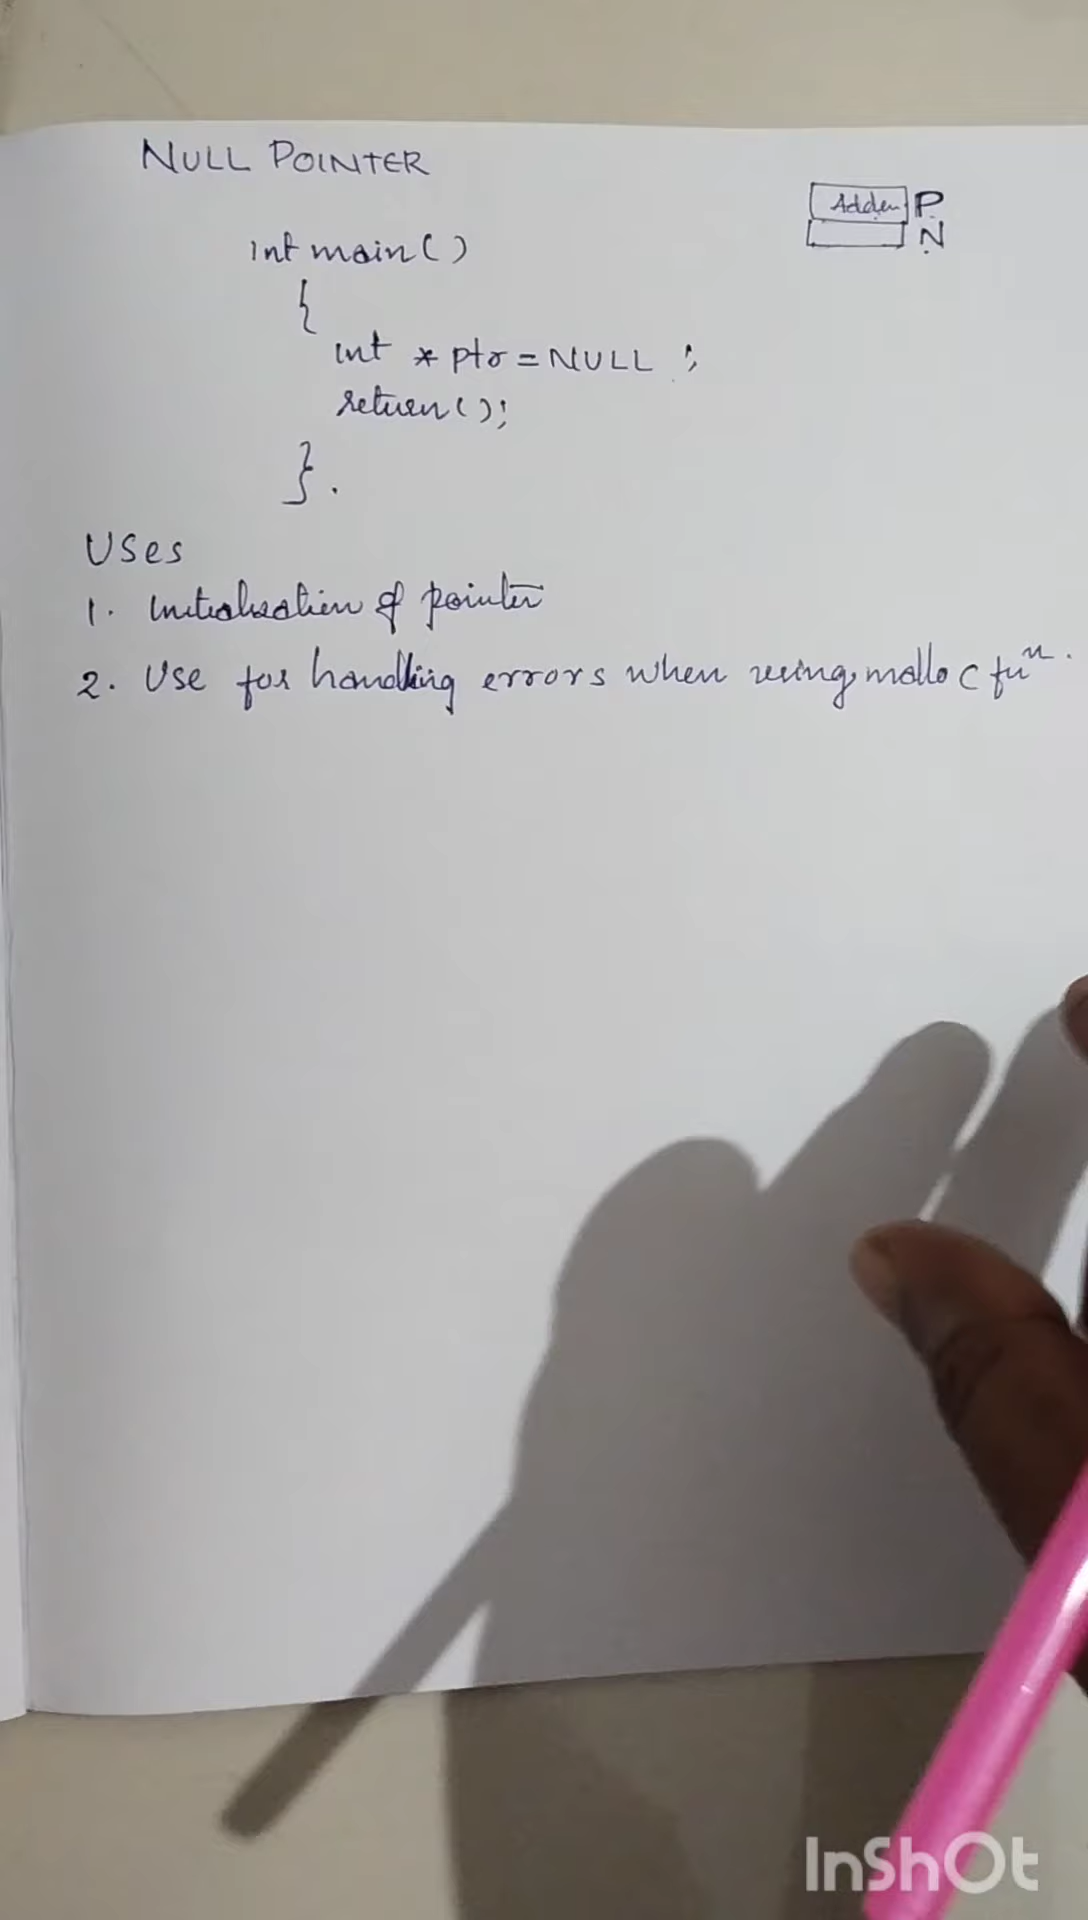 NULL POINTER
Adden P
N
int main()
{
int * ptr = NULL ;
return();
}.
Uses
1. Initialisation of pointer
2. Use for handling errors when using malloc fuⁿ.
InShOt